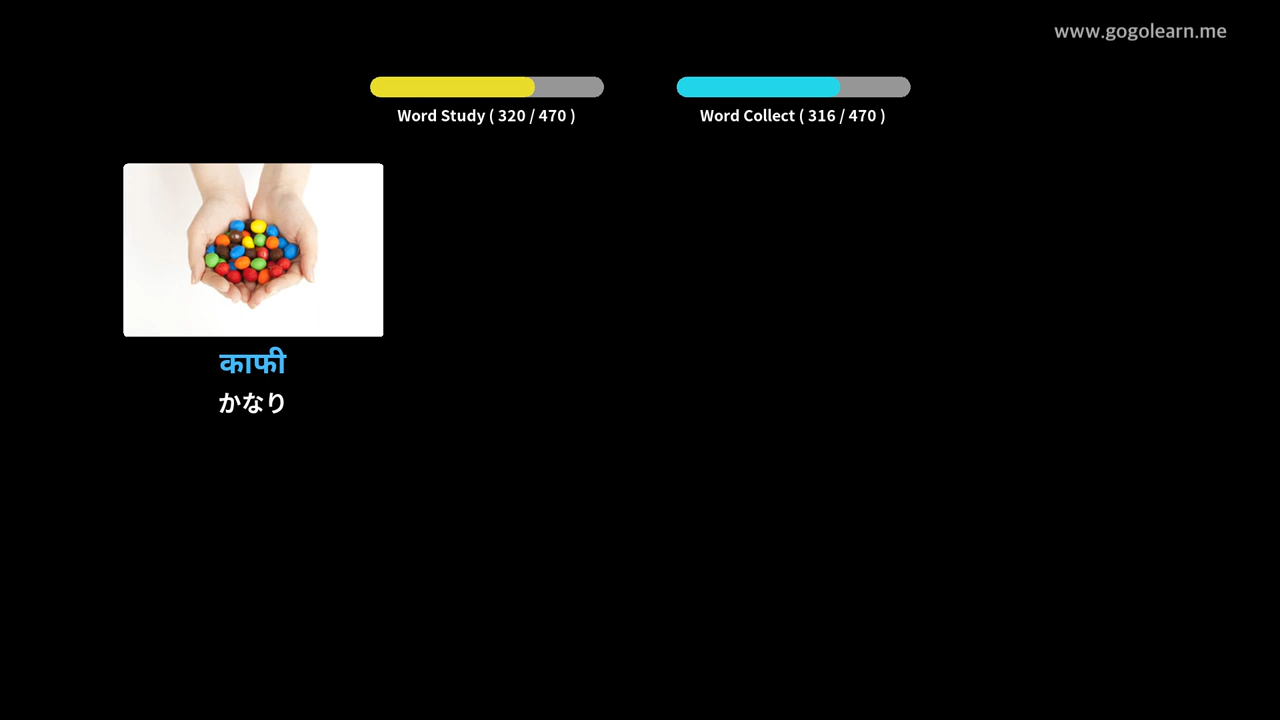 www.gogolearn.me
Word Study ( 320 / 470 )
Word Collect ( 316 / 470 )
काफी
かなり